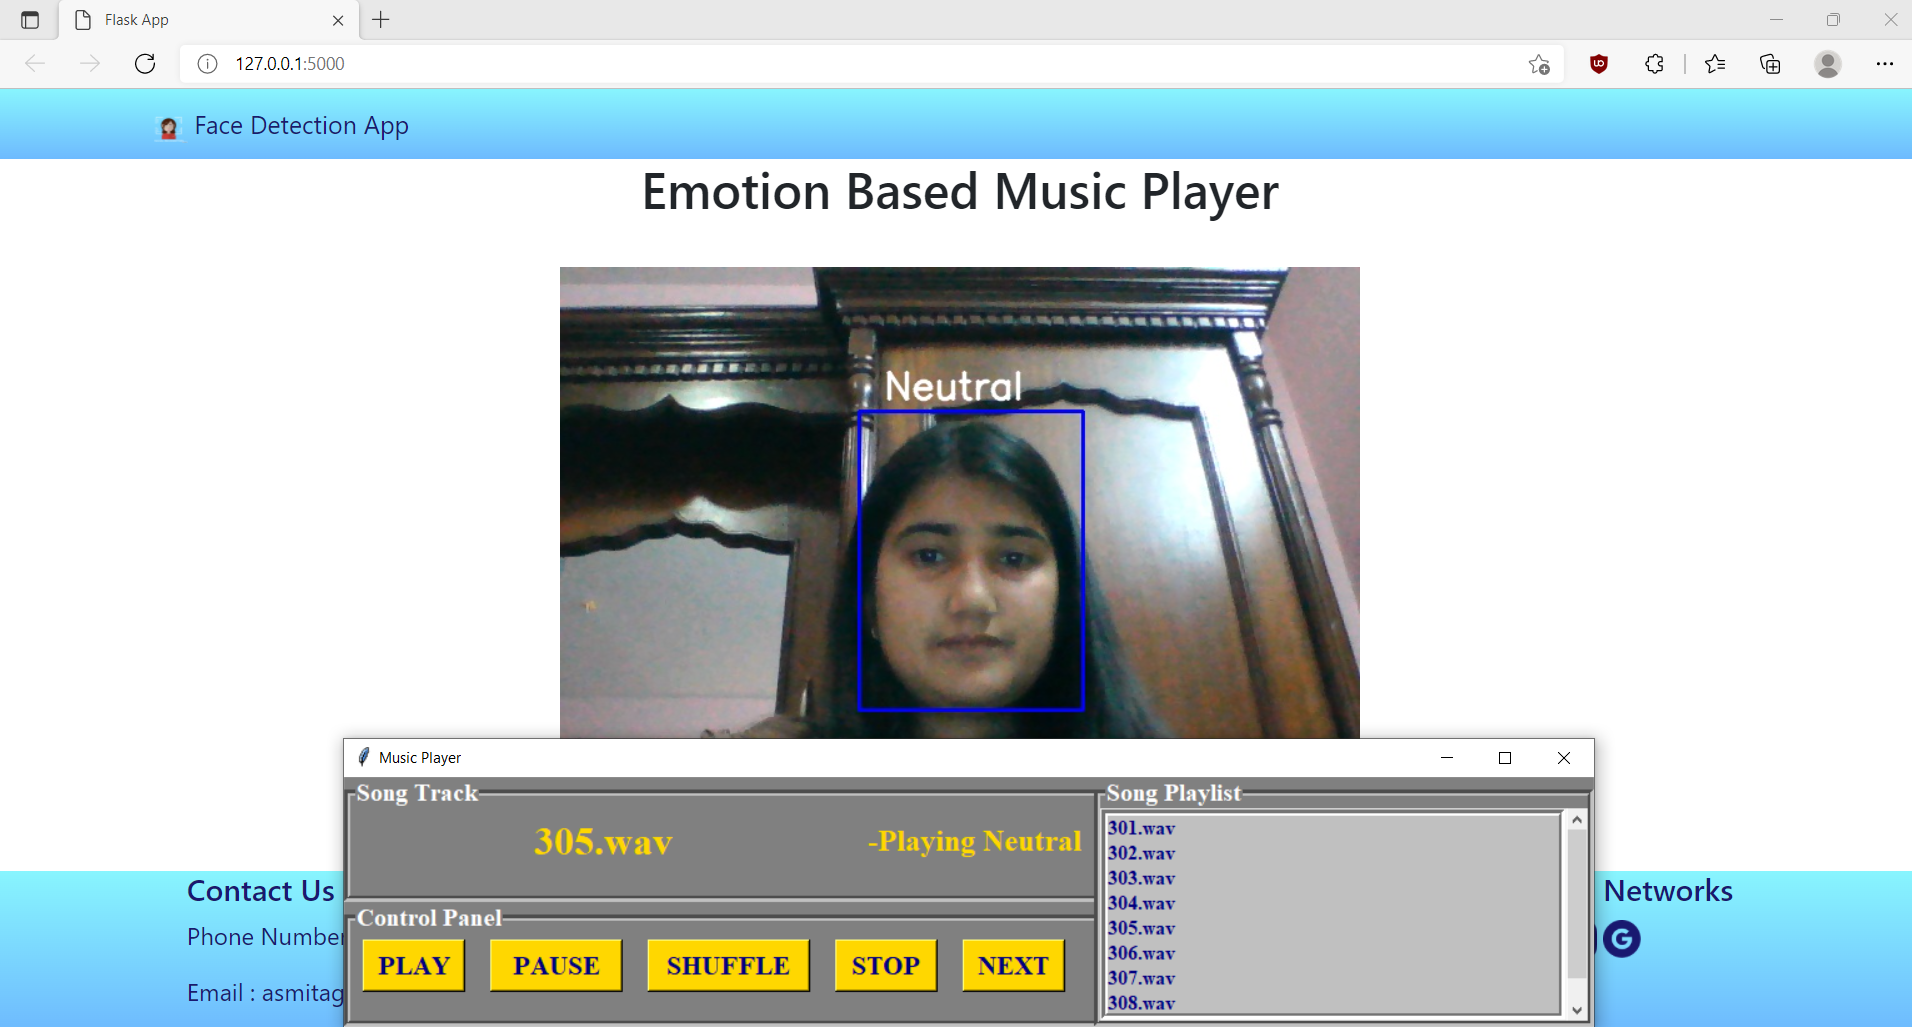 Flask App
127.0.0.1:5000
Face Detection App
Emotion Based Music Player
Neutral
Music Player
Song Track
305.wav
-Playing Neutral
Control Panel
PLAY
PAUSE
SHUFFLE
STOP
NEXT
Song Playlist
301.wav
302.wav
303.wav
304.wav
305.wav
306.wav
307.wav
308.wav
Contact Us
Phone Number
Email : asmitag
Networks
G